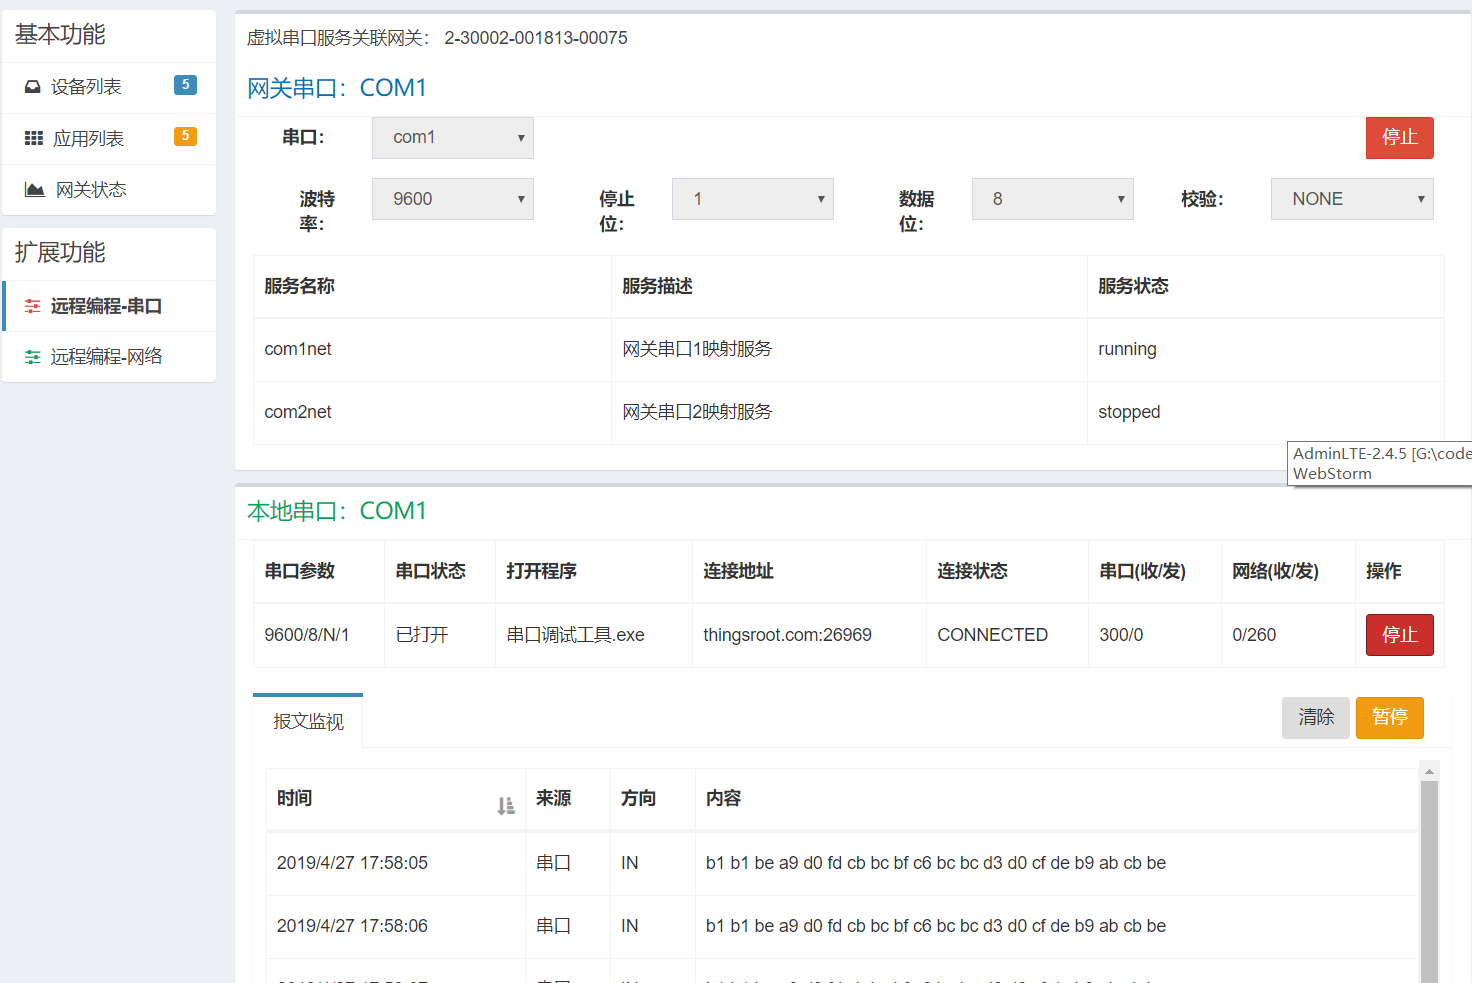 基本功能
设备列表 5
应用列表 5
网关状态
扩展功能
远程编程-串口
远程编程-网络
虚拟串口服务关联网关： 2-30002-001813-00075
网关串口：COM1
串口： com1 停止
波特率： 9600 停止位： 1 数据位： 8 校验： NONE
服务名称 服务描述 服务状态
com1net 网关串口1映射服务 running
com2net 网关串口2映射服务 stopped
AdminLTE-2.4.5 [G:\code
WebStorm
本地串口：COM1
串口参数 串口状态 打开程序 连接地址 连接状态 串口(收/发) 网络(收/发) 操作
9600/8/N/1 已打开 串口调试工具.exe thingsroot.com:26969 CONNECTED 300/0 0/260 停止
报文监视 清除 暂停
时间 来源 方向 内容
2019/4/27 17:58:05 串口 IN b1 b1 be a9 d0 fd cb bc bf c6 bc bc d3 d0 cf de b9 ab cb be
2019/4/27 17:58:06 串口 IN b1 b1 be a9 d0 fd cb bc bf c6 bc bc d3 d0 cf de b9 ab cb be